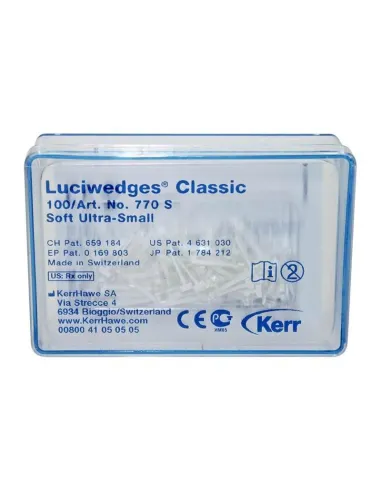 Luciwedges® Classic
100/Art. No. 770 S
Soft Ultra-Small
CH Pat. 659 184 US Pat. 4 631 030
EP Pat. 0 169 803 JP Pat. 1 784 212
Made in Switzerland
US: Rx only
KerrHawe SA
Via Strecce 4
6934 Bioggio/Switzerland
www.KerrHawe.com
00800 41 05 05 05
CE
Kerr